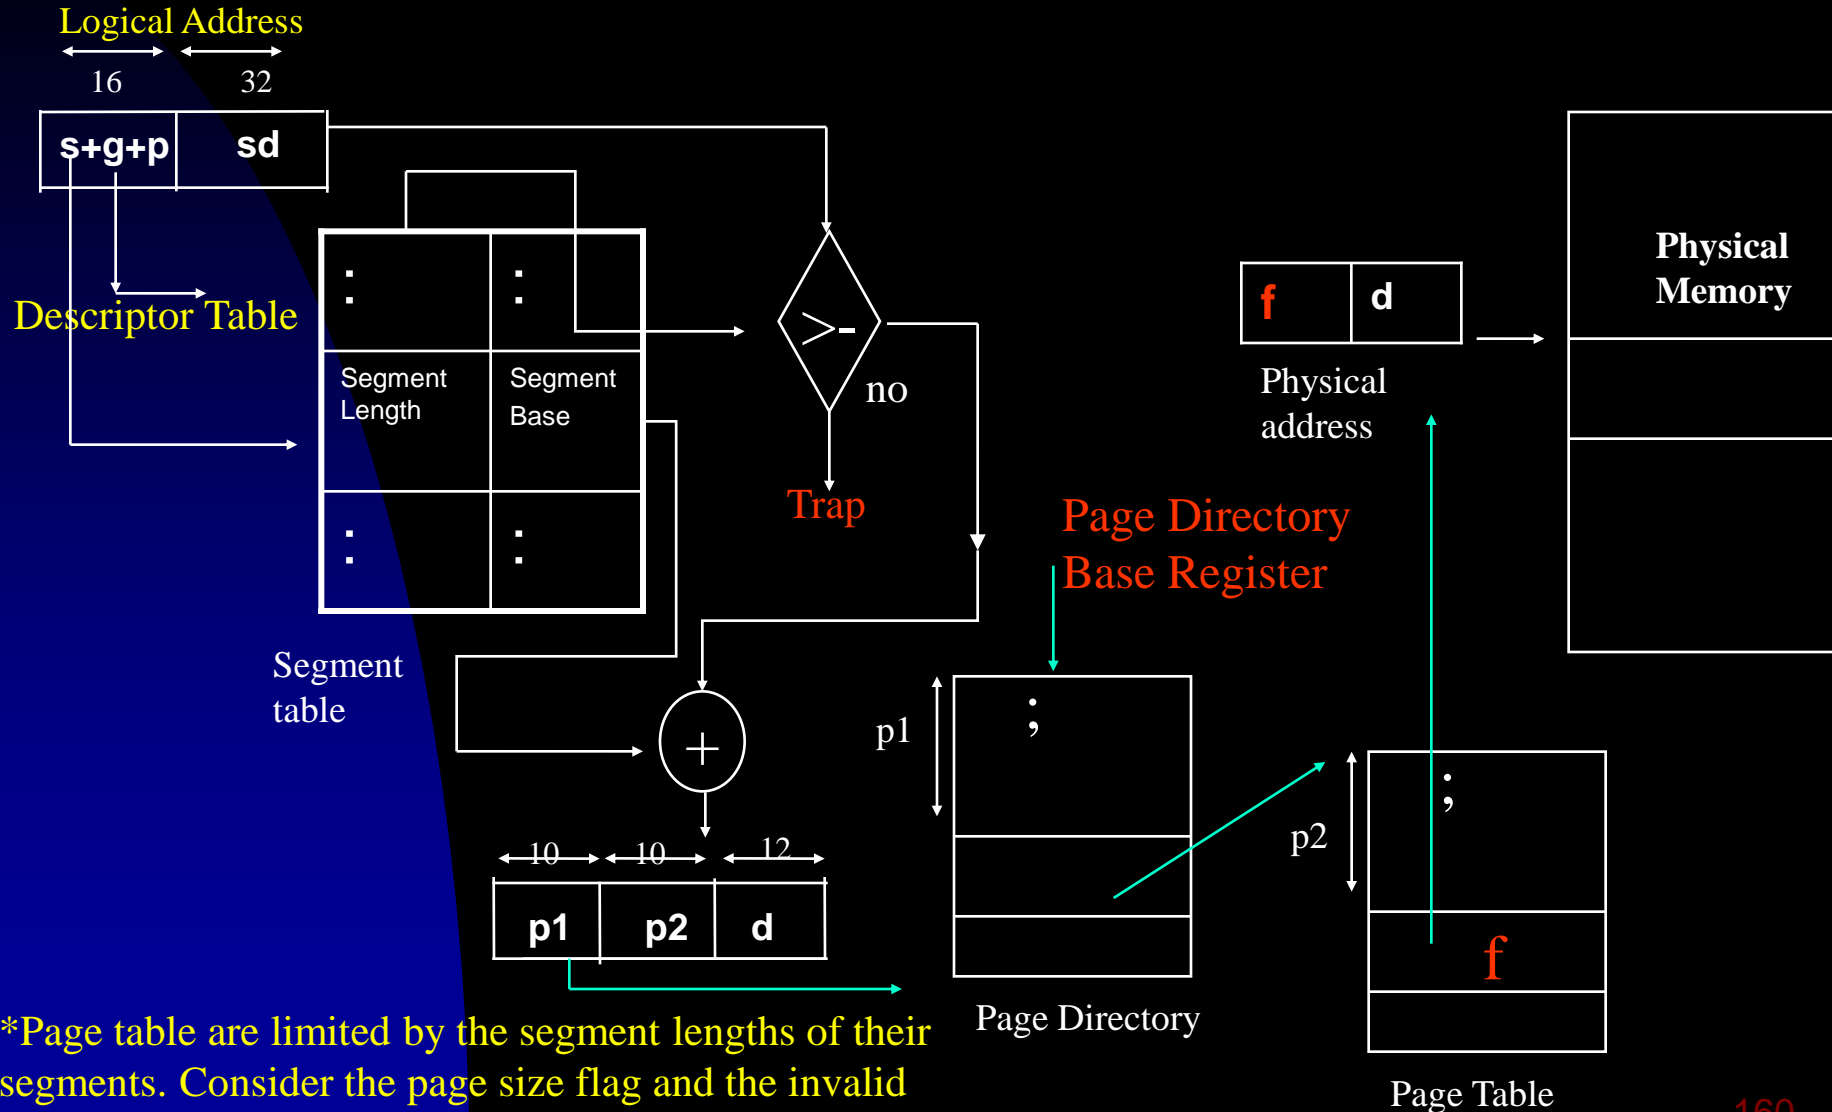 Logical Address
16 32
s+g+p sd
Descriptor Table
: :
Segment Length Segment Base
: :
Segment table
>-
no
Trap
+
10 10 12
p1 p2 d
Page Directory
Base Register
p1
;
Page Directory
p2
;
f
Page Table
f d
Physical
address
Physical
Memory
*Page table are limited by the segment lengths of their
segments. Consider the page size flag and the invalid
160